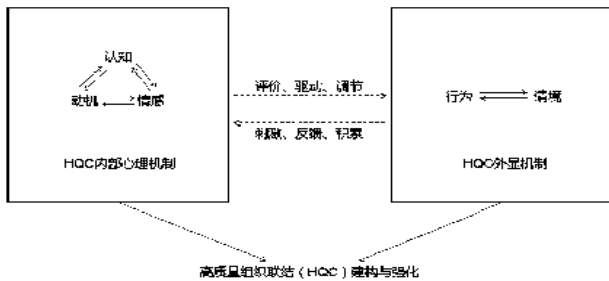 认知
动机
情感
HQC内部心理机制
评价、驱动、调节
刺激、反馈、积累
行为
情境
HQC外显机制
高质量组织联结（HQC）建构与强化